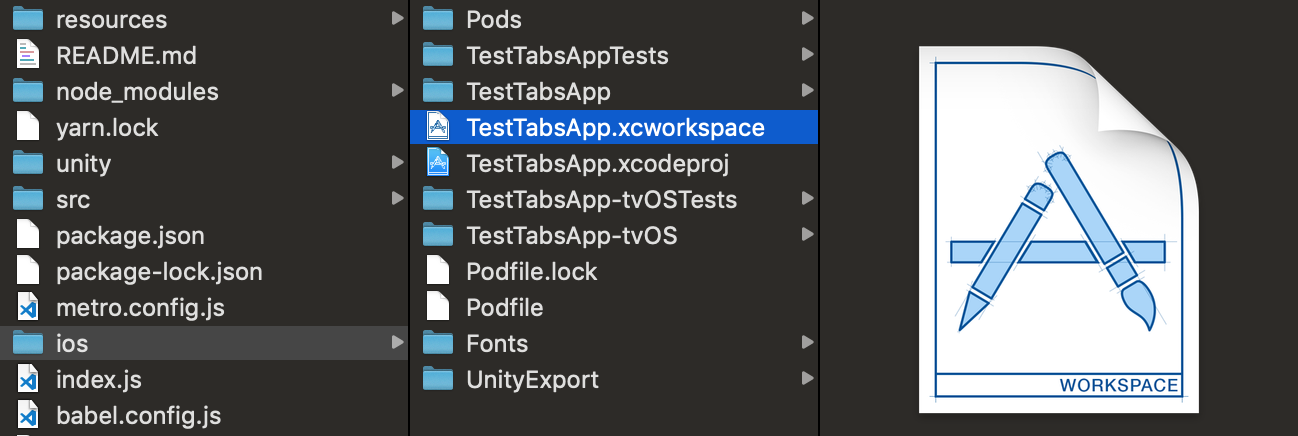 resources
README.md
node_modules
yarn.lock
unity
src
package.json
package-lock.json
metro.config.js
ios
index.js
babel.config.js
Pods
TestTabsAppTests
TestTabsApp
TestTabsApp.xcworkspace
TestTabsApp.xcodeproj
TestTabsApp-tvOSTests
TestTabsApp-tvOS
Podfile.lock
Podfile
Fonts
UnityExport
WORKSPACE